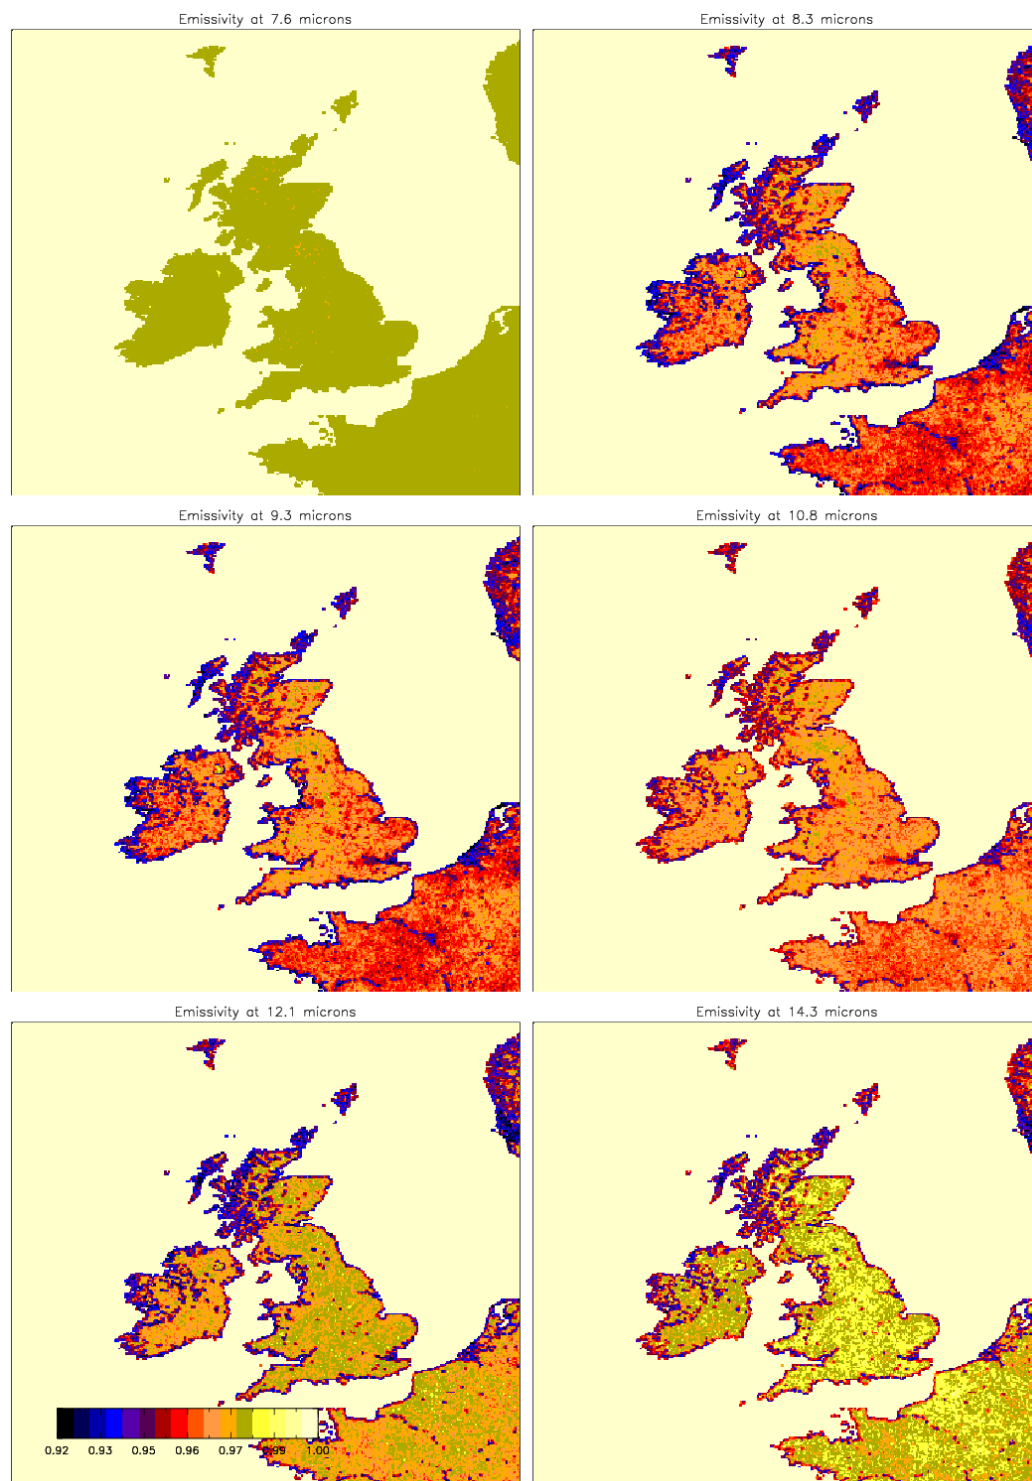 Emissivity at 7.6 microns
Emissivity at 8.3 microns
Emissivity at 9.3 microns
Emissivity at 10.8 microns
Emissivity at 12.1 microns
Emissivity at 14.3 microns
0.92 0.93 0.95 0.96 0.97 0.99 1.00